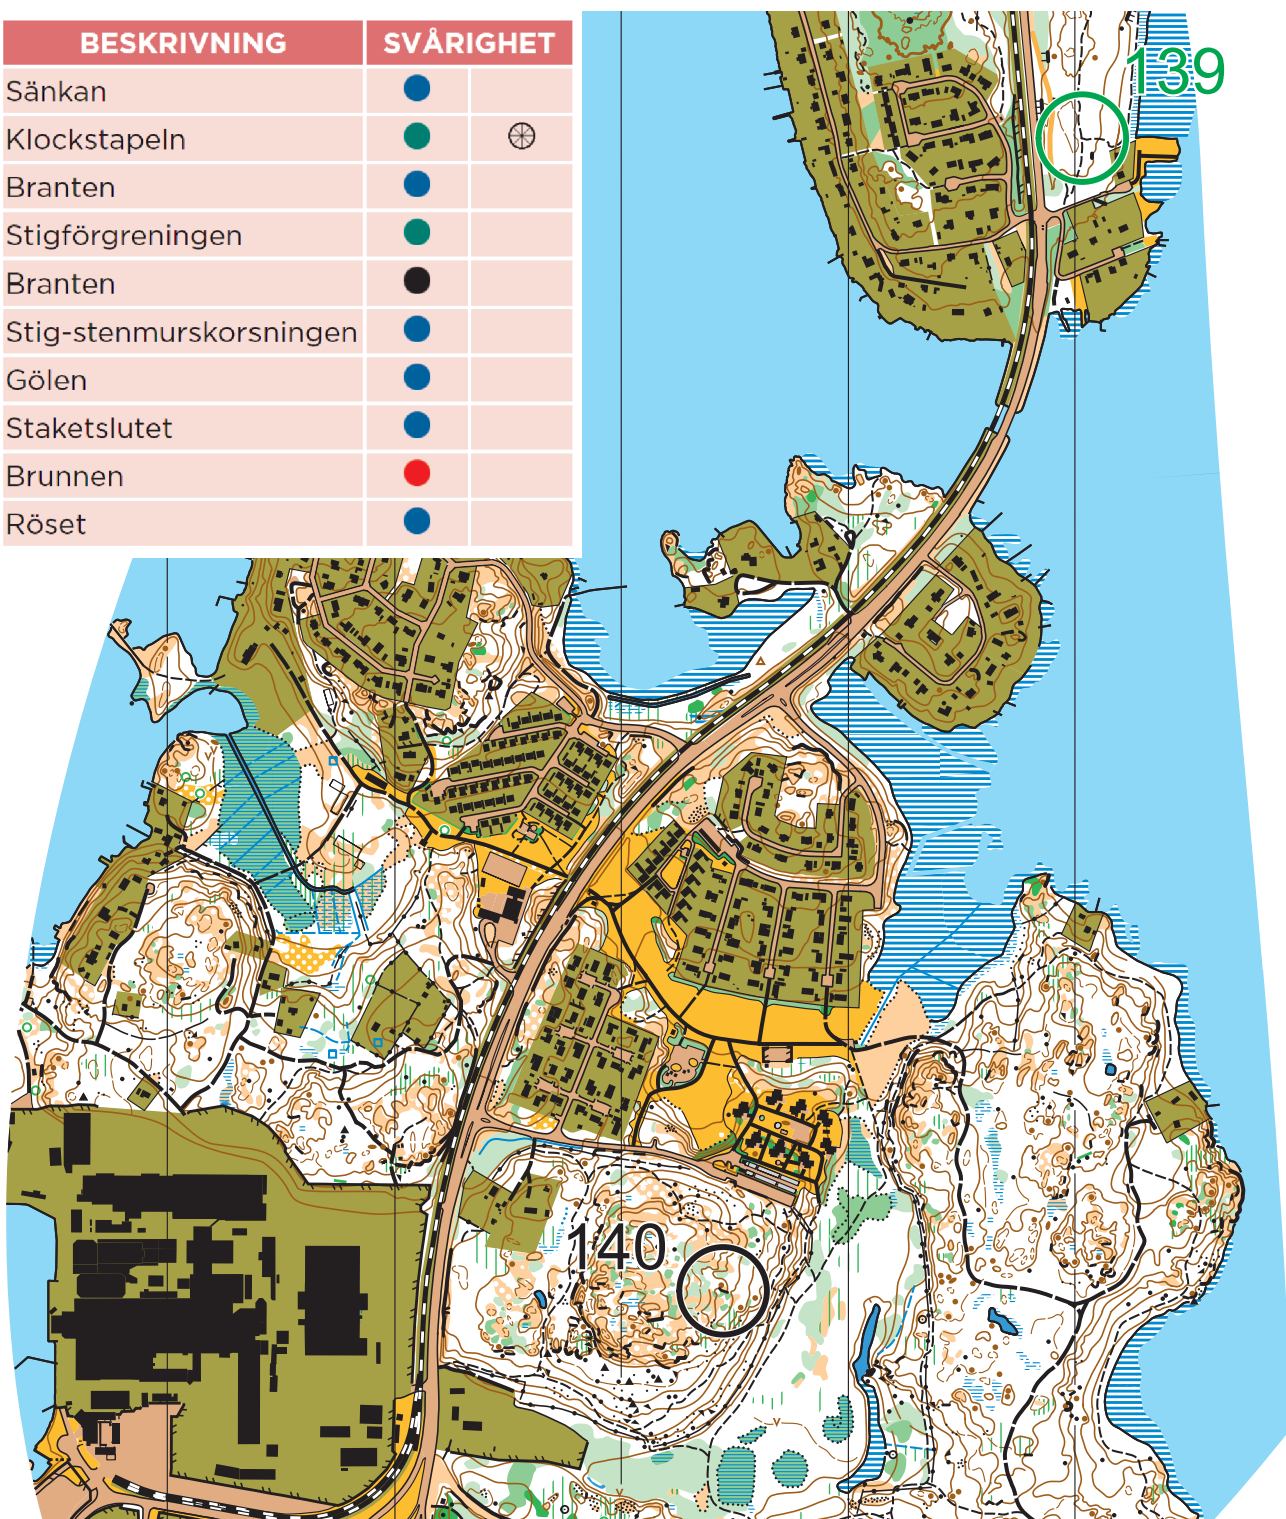 BESKRIVNING SVÅRIGHET
Sänkan
Klockstapeln
Branten
Stigförgreningen
Branten
Stig-stenmurskorsningen
Gölen
Staketslutet
Brunnen
Röset
139
140